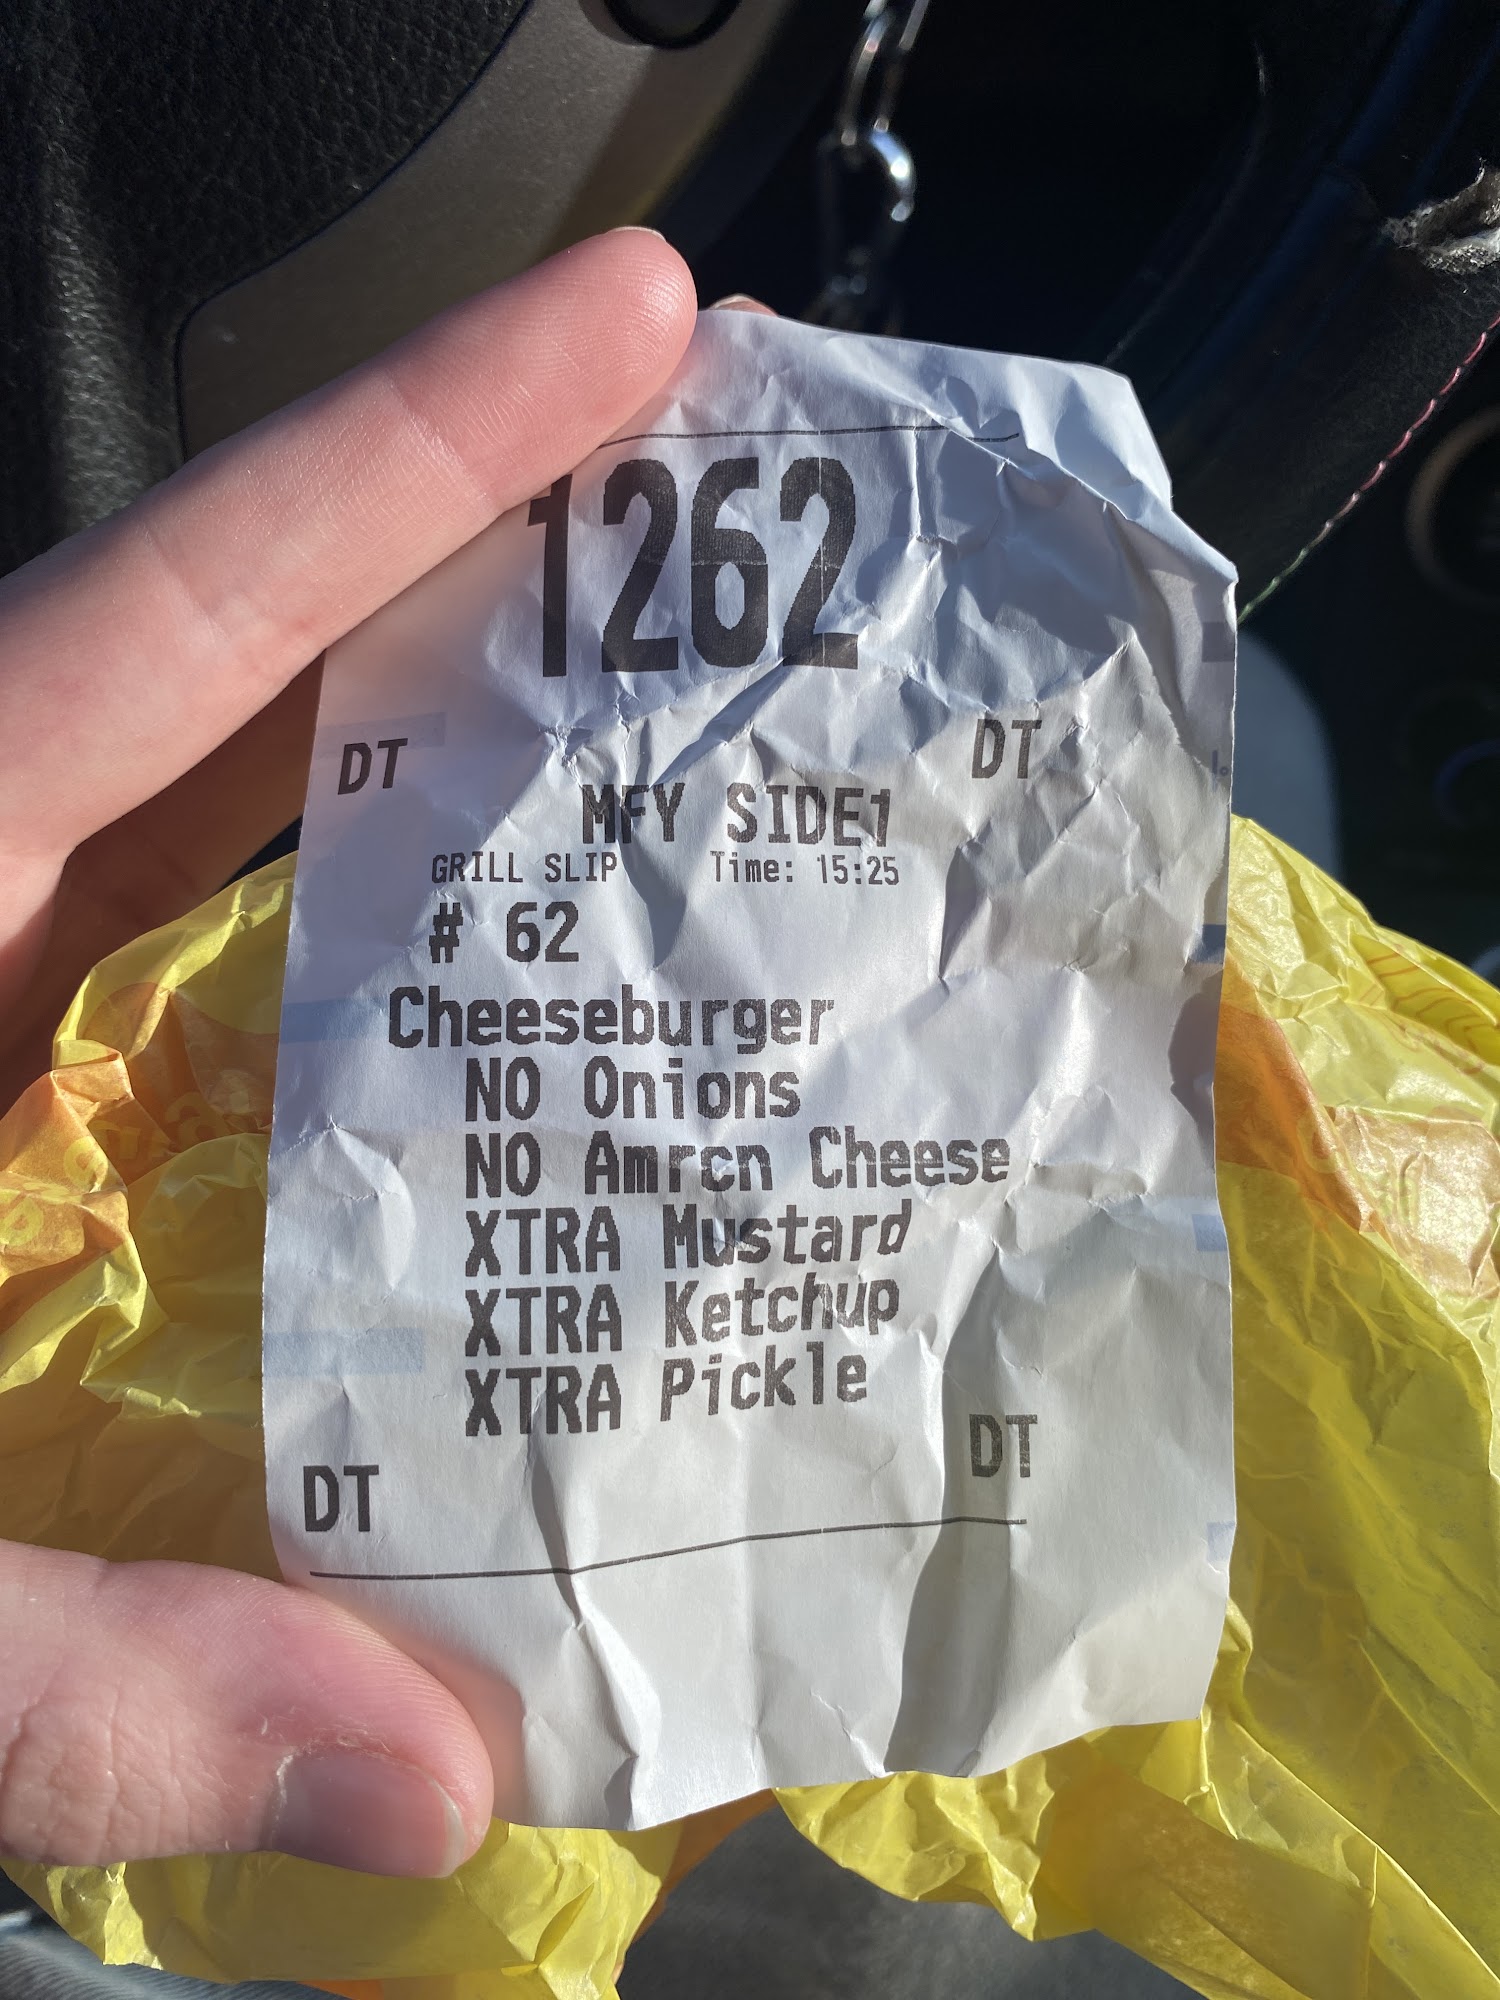 1262
DT DT
MFY SIDE1
GRILL SLIP Time: 15:25
# 62
Cheeseburger
NO Onions
NO Amrcn Cheese
XTRA Mustard
XTRA Ketchup
XTRA Pickle
DT DT